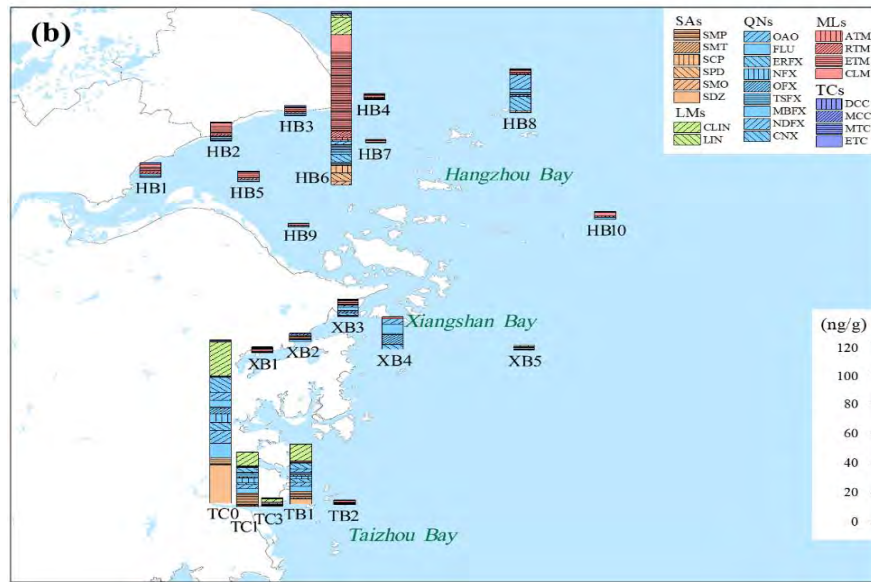 (b)
SAs QNs MLs
SMP OAO ATM
SMT FLU RTM
SCP ERFX ETM
SPD NFX CLM
SMO OFX TCs
SDZ TSFX DCC
LMs MBFX MCC
CLIN NDFX MTC
LIN CNX ETC
HB4
HB8
HB3
HB2
HB7
HB6
Hangzhou Bay
HB1
HB5
HB9
HB10
XB3
Xiangshan Bay
XB2
XB1
XB4
XB5
(ng/g)
120
100
80
60
40
20
0
TC0
TC1
TC3
TB1
TB2
Taizhou Bay